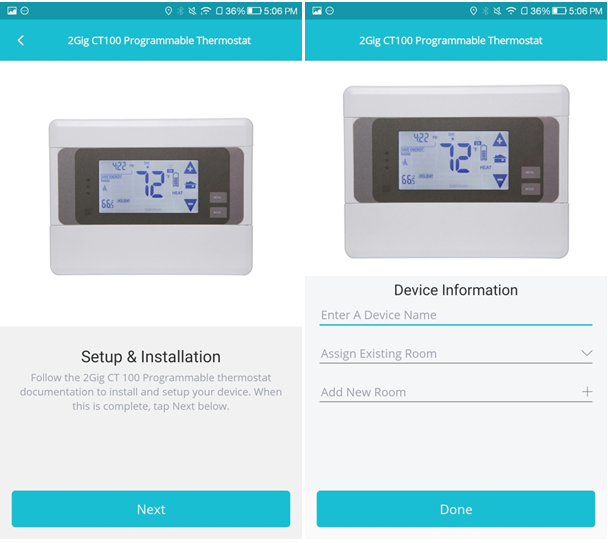 36% 5:06 PM
2Gig CT100 Programmable Thermostat
4:22 PM
72
HEAT
Setup & Installation
Follow the 2Gig CT 100 Programmable thermostat
documentation to install and setup your device. When
this is complete, tap Next below.
Next
36% 5:06 PM
2Gig CT100 Programmable Thermostat
4:22 PM
72
HEAT
Device Information
Enter A Device Name
Assign Existing Room
Add New Room
Done